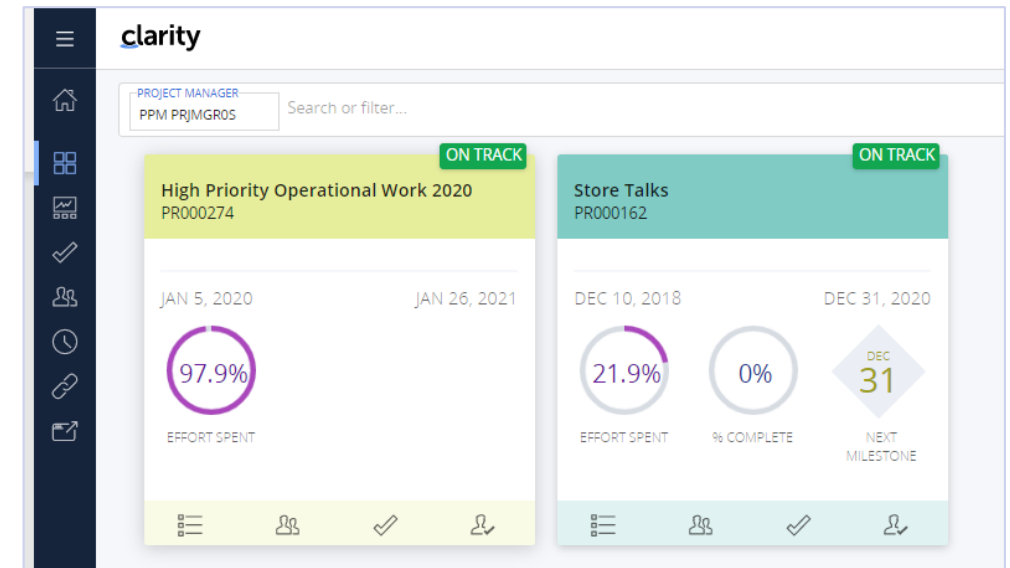 clarity
PROJECT MANAGER
PPM PRJMGR0S
Search or filter...
ON TRACK
High Priority Operational Work 2020
PR000274
JAN 5, 2020
JAN 26, 2021
97.9%
EFFORT SPENT
ON TRACK
Store Talks
PR000162
DEC 10, 2018
DEC 31, 2020
21.9%
0%
DEC
31
EFFORT SPENT
% COMPLETE
NEXT
MILESTONE